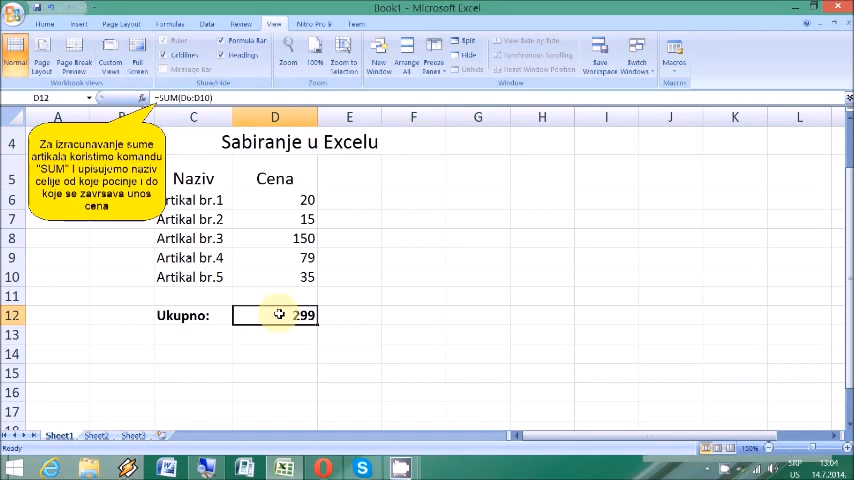 Book1 - Microsoft Excel
Home Insert Page Layout Formulas Data Review View Nitro Pro 9 Team
Normal Page Layout Page Break Preview Custom Views Full Screen
Workbook Views
Ruler Formula Bar
Gridlines Headings
Message Bar
Show/Hide
Zoom 100% Zoom to Selection
Zoom
New Window Arrange All Freeze Panes
Split
Hide
Unhide
View Side by Side
Synchronous Scrolling
Reset Window Position
Window
Save Workspace Switch Windows
Macros
Macros
D12 fx =SUM(D6:D10)
A B C D E F G H I J K L
Za izracunavanje sume
artikala koristimo komandu
"SUM" I upisujemo naziv
celije od koje pocinje i do
koje se zavrsava unos
cena
4 Sabiranje u Excelu
5 Naziv Cena
6 Artikal br.1 20
7 Artikal br.2 15
8 Artikal br.3 150
9 Artikal br.4 79
10 Artikal br.5 35
11
12 Ukupno: 299
13
14
15
16
17
Sheet1 Sheet2 Sheet3
Ready 150%
SRP 13:04
US 14.7.2014.